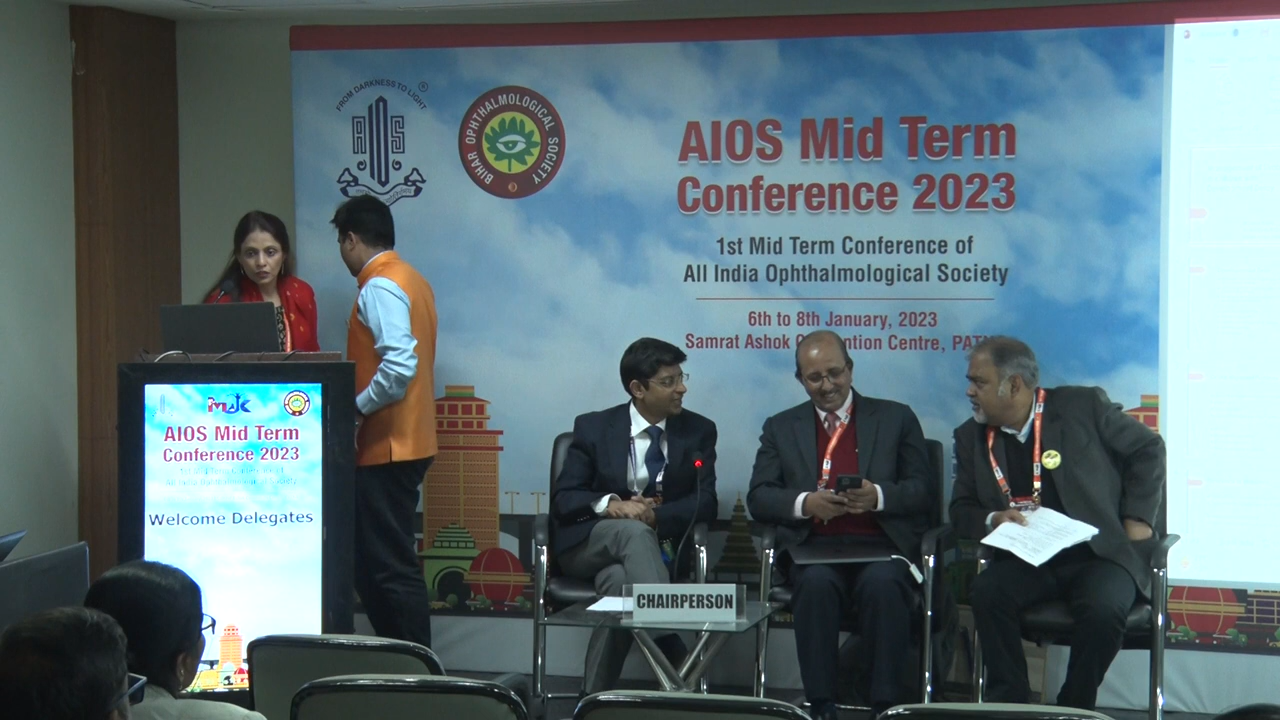 FROM DARKNESS TO LIGHT
®
AIOS
BIHAR OPHTHALMOLOGICAL SOCIETY
AIOS Mid Term
Conference 2023
1st Mid Term Conference of
All India Ophthalmological Society
6th to 8th January, 2023
Samrat Ashok Convention Centre, PATNA
AIOS Mid Term
Conference 2023
Welcome Delegates
CHAIRPERSON